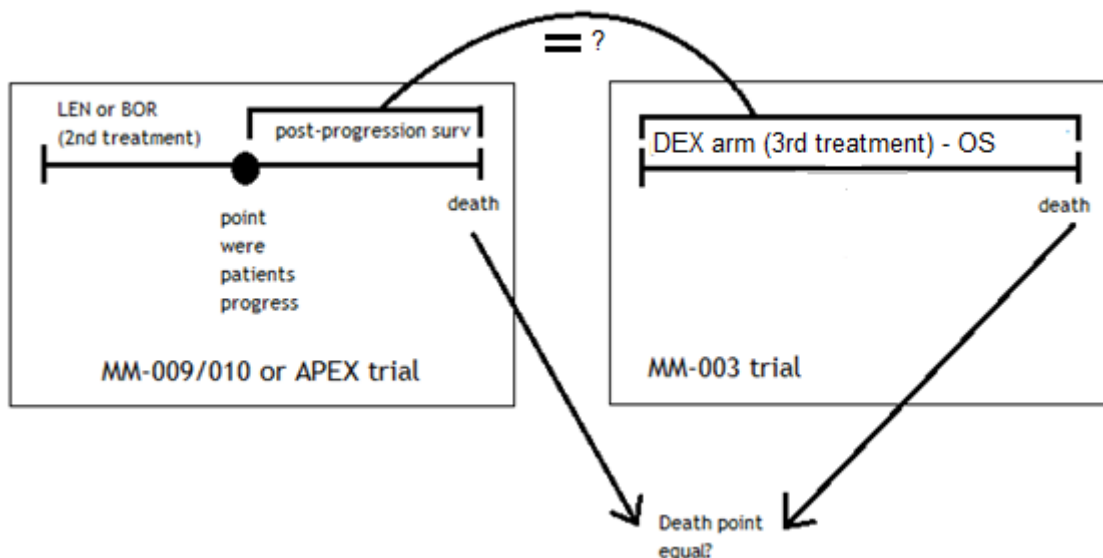 = ?
LEN or BOR
(2nd treatment)
post-progression surv
DEX arm (3rd treatment) - OS
death
death
point
were
patients
progress
MM-009/010 or APEX trial
MM-003 trial
Death point
equal?